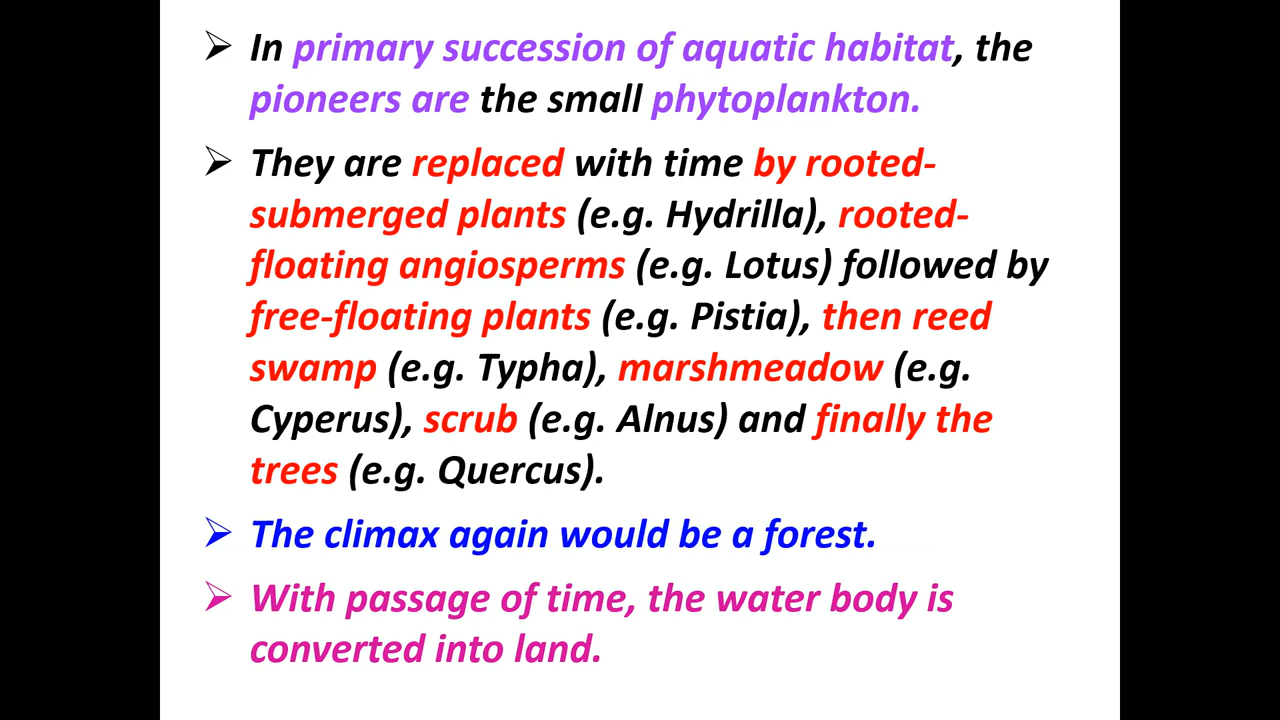 In primary succession of aquatic habitat, the
pioneers are the small phytoplankton.
They are replaced with time by rooted-
submerged plants (e.g. Hydrilla), rooted-
floating angiosperms (e.g. Lotus) followed by
free-floating plants (e.g. Pistia), then reed
swamp (e.g. Typha), marshmeadow (e.g.
Cyperus), scrub (e.g. Alnus) and finally the
trees (e.g. Quercus).
The climax again would be a forest.
With passage of time, the water body is
converted into land.